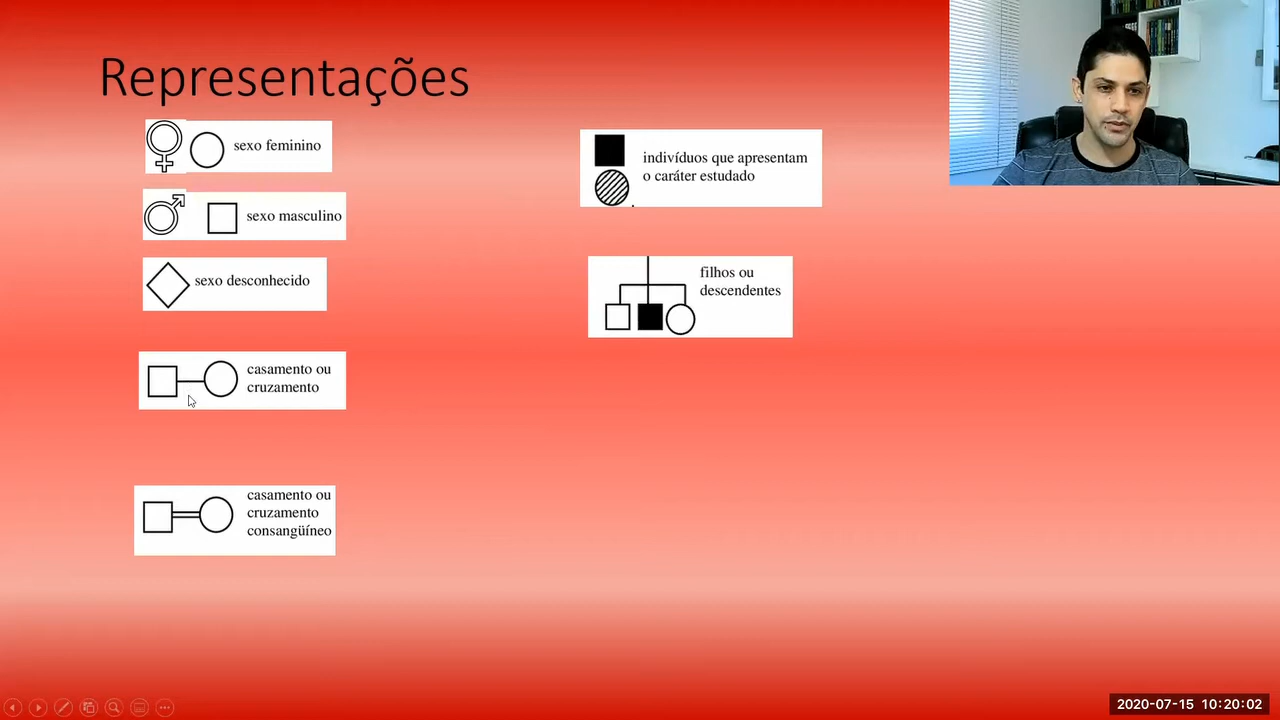 Representações
sexo feminino
sexo masculino
sexo desconhecido
casamento ou
cruzamento
casamento ou
cruzamento
consangüíneo
indivíduos que apresentam
o caráter estudado
filhos ou
descendentes
2020-07-15 10:20:02